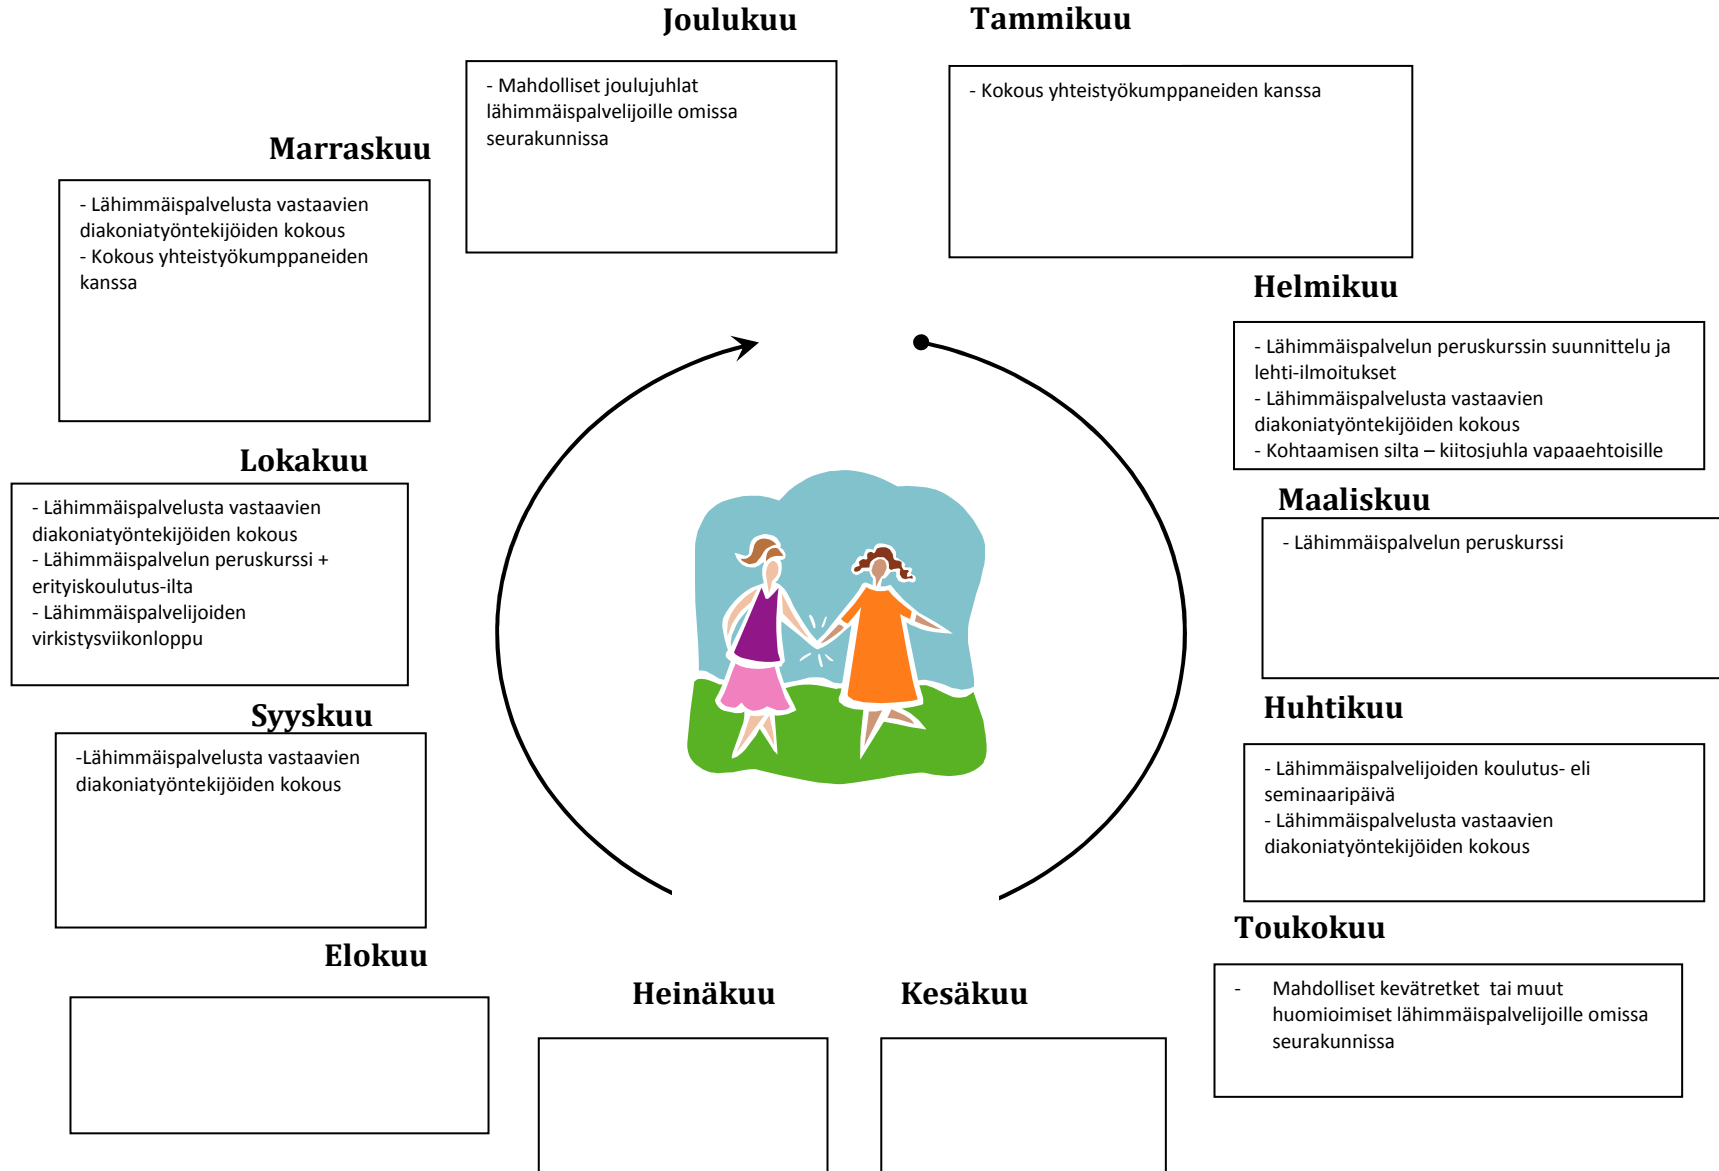 Joulukuu
- Mahdolliset joulujuhlat
lähimmäispalvelijoille omissa
seurakunnissa
Tammikuu
- Kokous yhteistyökumppaneiden kanssa
Helmikuu
- Lähimmäispalvelun peruskurssin suunnittelu ja
lehti-ilmoitukset
- Lähimmäispalvelusta vastaavien
diakoniatyöntekijöiden kokous
- Kohtaamisen silta – kiitosjuhla vapaaehtoisille
Maaliskuu
- Lähimmäispalvelun peruskurssi
Huhtikuu
- Lähimmäispalvelijoiden koulutus- eli
seminaaripäivä
- Lähimmäispalvelusta vastaavien
diakoniatyöntekijöiden kokous
Toukokuu
- Mahdolliset kevätretket tai muut
huomioimiset lähimmäispalvelijoille omissa
seurakunnissa
Kesäkuu
Heinäkuu
Elokuu
Syyskuu
-Lähimmäispalvelusta vastaavien
diakoniatyöntekijöiden kokous
Lokakuu
- Lähimmäispalvelusta vastaavien
diakoniatyöntekijöiden kokous
- Lähimmäispalvelun peruskurssi +
erityiskoulutus-ilta
- Lähimmäispalvelijoiden
virkistysviikonloppu
Marraskuu
- Lähimmäispalvelusta vastaavien
diakoniatyöntekijöiden kokous
- Kokous yhteistyökumppaneiden
kanssa